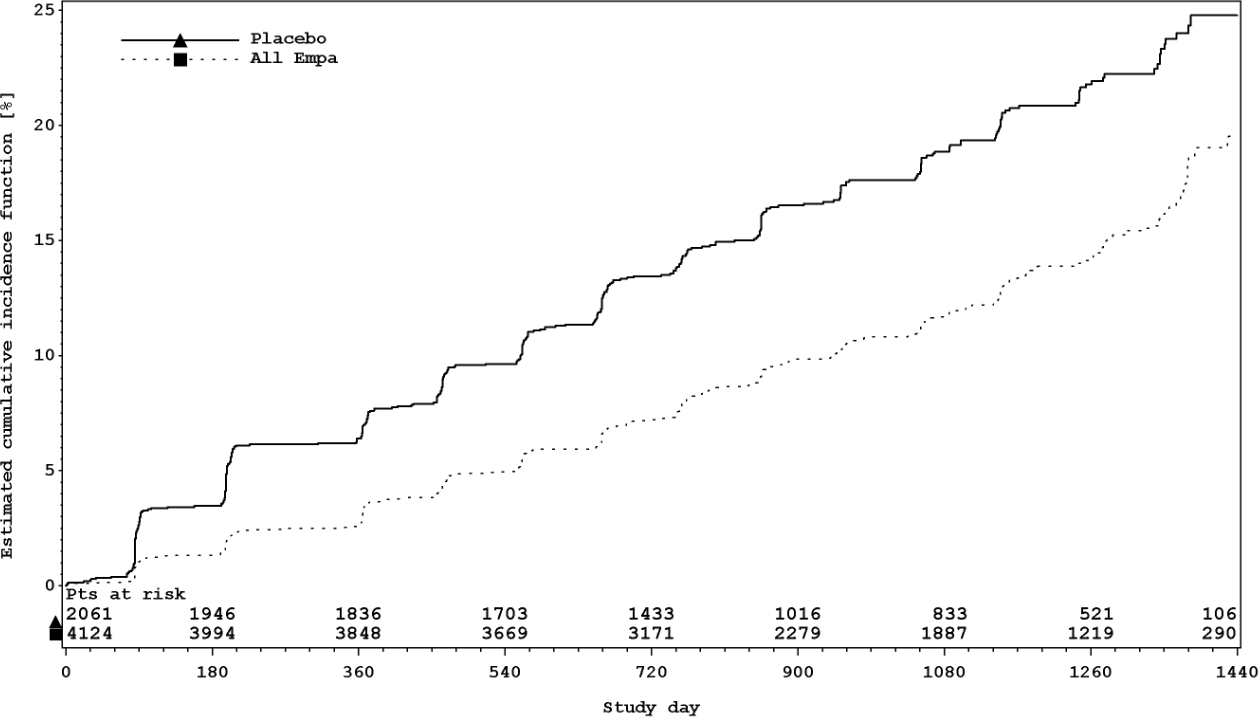 Estimated cumulative incidence function [%]
25
20
15
10
5
0
Placebo
All Empa
Pts at risk
2061 1946 1836 1703 1433 1016 833 521 106
4124 3994 3848 3669 3171 2279 1887 1219 290
0 180 360 540 720 900 1080 1260 1440
Study day